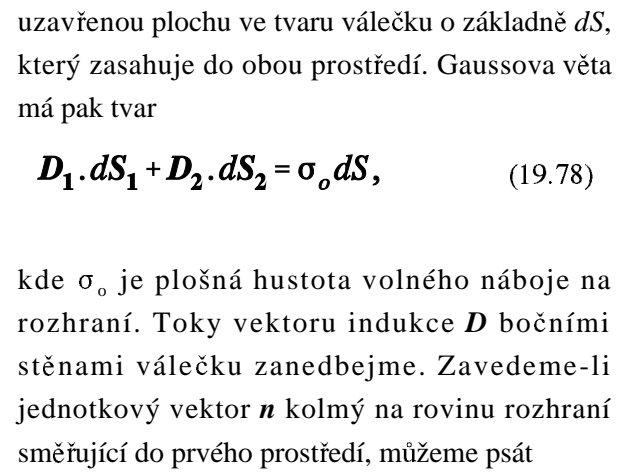 uzavřenou plochu ve tvaru válečku o základně dS,
který zasahuje do obou prostředí. Gaussova věta
má pak tvar
D₁.dS₁ + D₂.dS₂ = σₒdS, (19.78)
kde σₒ je plošná hustota volného náboje na
rozhraní. Toky vektoru indukce D bočními
stěnami válečku zanedbejme. Zavedeme-li
jednotkový vektor n kolmý na rovinu rozhraní
směřující do prvého prostředí, můžeme psát